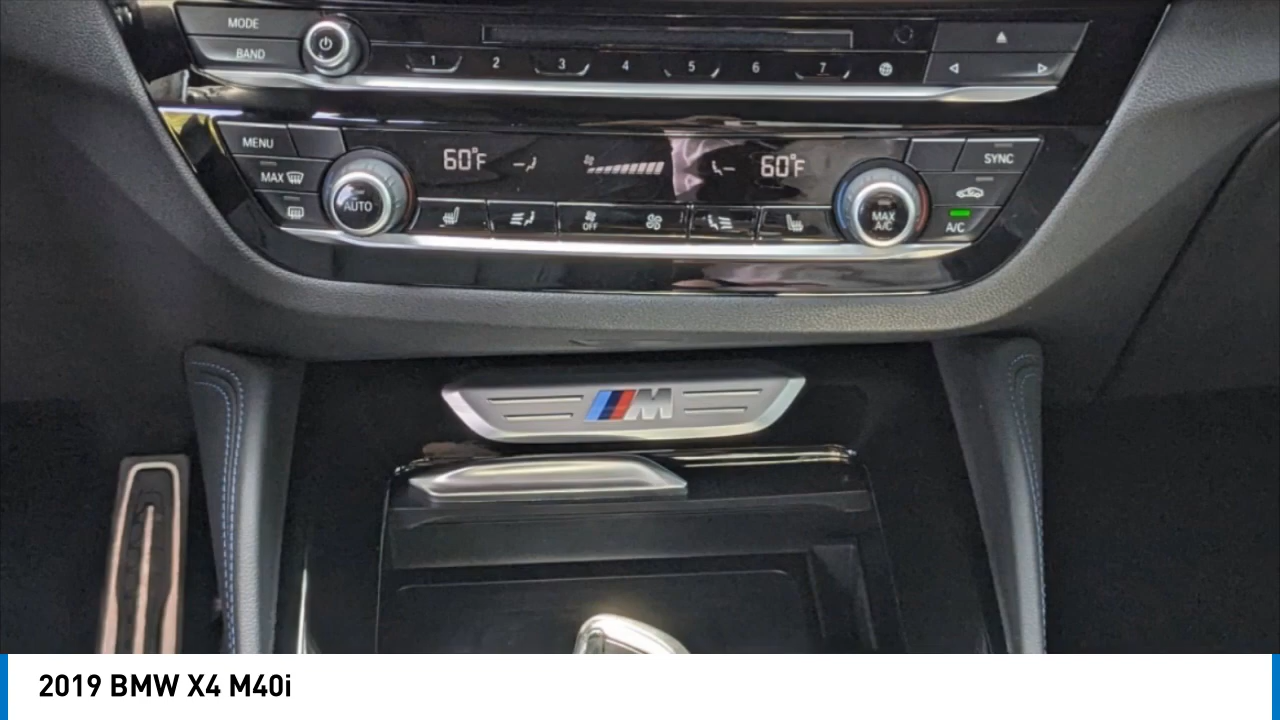 MODE
BAND
1 2 3 4 5 6 7
MENU
60°F
60°F
SYNC
MAX
AUTO
MAX
A/C
OFF
A/C
M
2019 BMW X4 M40i